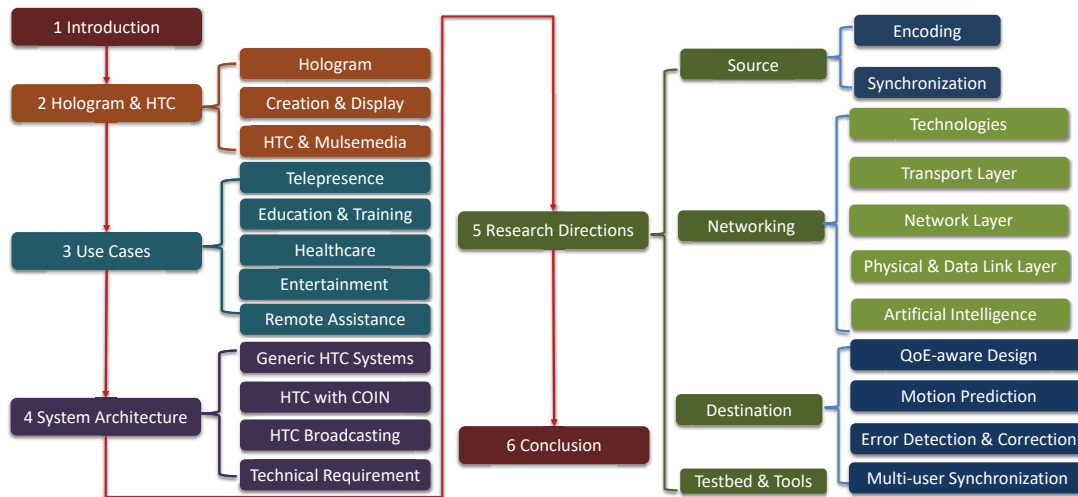 1 Introduction
2 Hologram & HTC
Hologram
Creation & Display
HTC & Mulsemedia
3 Use Cases
Telepresence
Education & Training
Healthcare
Entertainment
Remote Assistance
4 System Architecture
Generic HTC Systems
HTC with COIN
HTC Broadcasting
Technical Requirement
5 Research Directions
Source
Encoding
Synchronization
Networking
Technologies
Transport Layer
Network Layer
Physical & Data Link Layer
Artificial Intelligence
Destination
QoE-aware Design
Motion Prediction
Error Detection & Correction
Multi-user Synchronization
Testbed & Tools
6 Conclusion